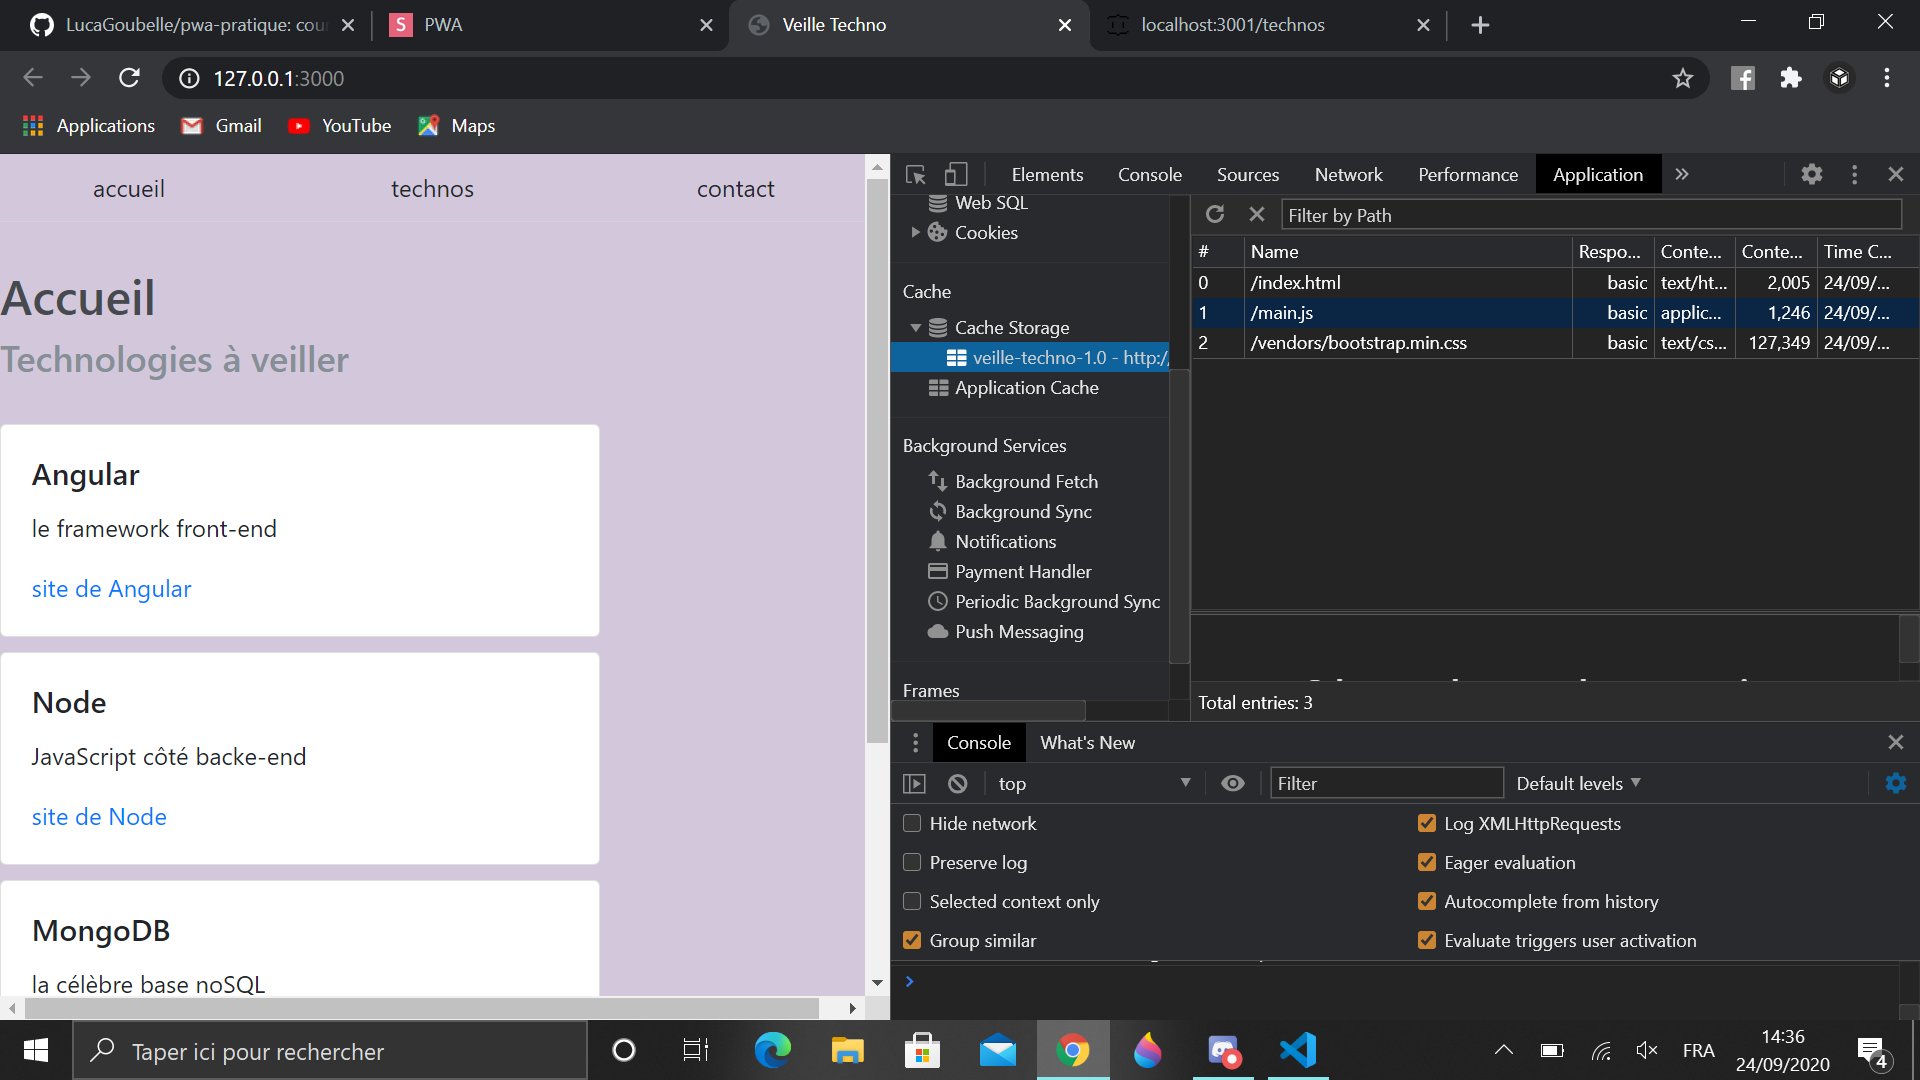 LucaGoubelle/pwa-pratique: cou
S PWA
Veille Techno
localhost:3001/technos
127.0.0.1:3000
Applications
Gmail
YouTube
Maps
accueil
technos
contact
Accueil
Technologies à veiller
Angular
le framework front-end
site de Angular
Node
JavaScript côté backe-end
site de Node
MongoDB
la célèbre base noSQL
Elements
Console
Sources
Network
Performance
Application
Web SQL
Cookies
Cache
Cache Storage
veille-techno-1.0 - http:/
Application Cache
Background Services
Background Fetch
Background Sync
Notifications
Payment Handler
Periodic Background Sync
Push Messaging
Frames
Filter by Path
# Name Respo... Conte... Conte... Time C...
0 /index.html basic text/ht... 2,005 24/09/...
1 /main.js basic applic... 1,246 24/09/...
2 /vendors/bootstrap.min.css basic text/cs... 127,349 24/09/...
Total entries: 3
Console
What's New
top
Filter
Default levels
Hide network
Log XMLHttpRequests
Preserve log
Eager evaluation
Selected context only
Autocomplete from history
Group similar
Evaluate triggers user activation
Taper ici pour rechercher
FRA
14:36
24/09/2020
4